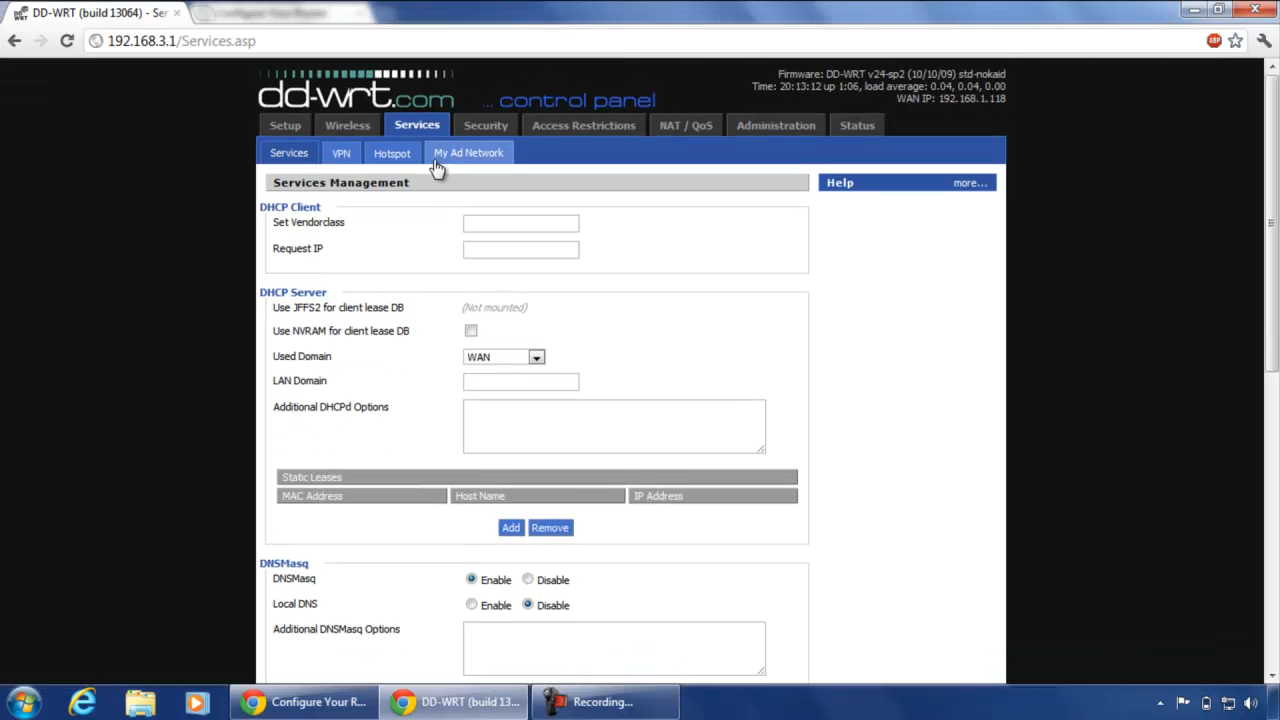 DD-WRT (build 13064) - Ser
Configure Your Router
192.168.3.1/Services.asp
ABP
Firmware: DD-WRT v24-sp2 (10/10/09) std-nokaid
Time: 20:13:12 up 1:06, load average: 0.04, 0.04, 0.00
WAN IP: 192.168.1.118
dd-wrt.com ... control panel
Setup Wireless Services Security Access Restrictions NAT / QoS Administration Status
Services VPN Hotspot My Ad Network
Services Management
Help more...
DHCP Client
Set Vendorclass
Request IP
DHCP Server
Use JFFS2 for client lease DB (Not mounted)
Use NVRAM for client lease DB
Used Domain WAN
LAN Domain
Additional DHCPd Options
Static Leases
MAC Address Host Name IP Address
Add Remove
DNSMasq
DNSMasq Enable Disable
Local DNS Enable Disable
Additional DNSMasq Options
Configure Your R... DD-WRT (build 13... Recording...